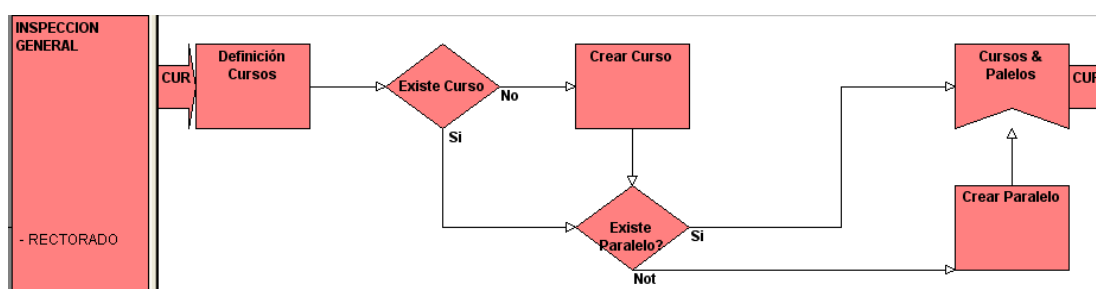 INSPECCION
GENERAL
- RECTORADO
CUR
Definición
Cursos
Existe Curso
No
Si
Crear Curso
Existe
Paralelo?
Si
Not
Cursos &
Palelos
CUR
Crear Paralelo